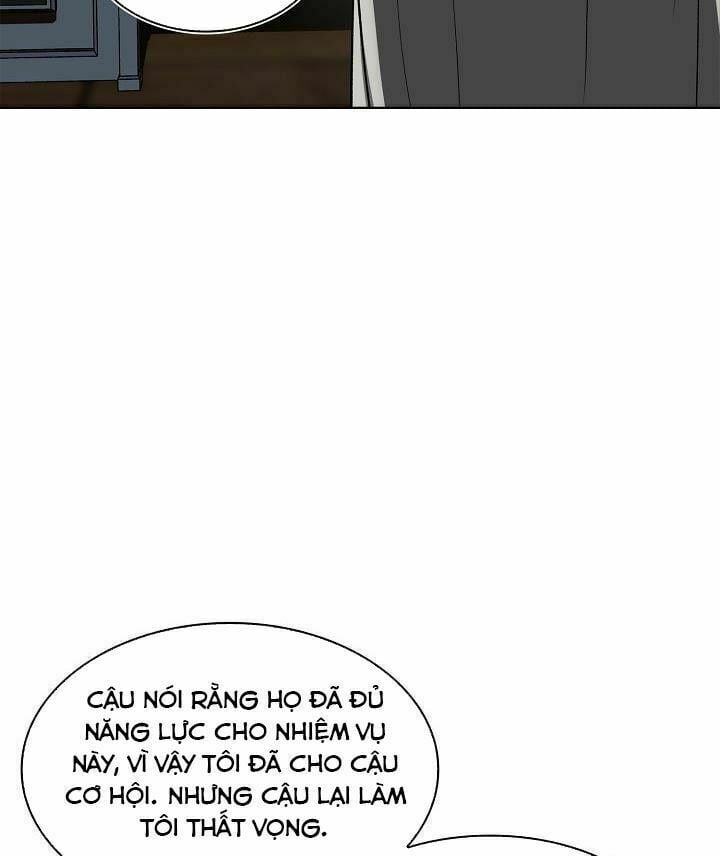 CẬU NÓI RẰNG HỌ ĐÃ ĐỦ
NĂNG LỰC CHO NHIỆM VỤ
NÀY, VÌ VẬY TÔI ĐÃ CHO CẬU
CƠ HỘI. NHƯNG CẬU LẠI LÀM
TÔI THẤT VỌNG.